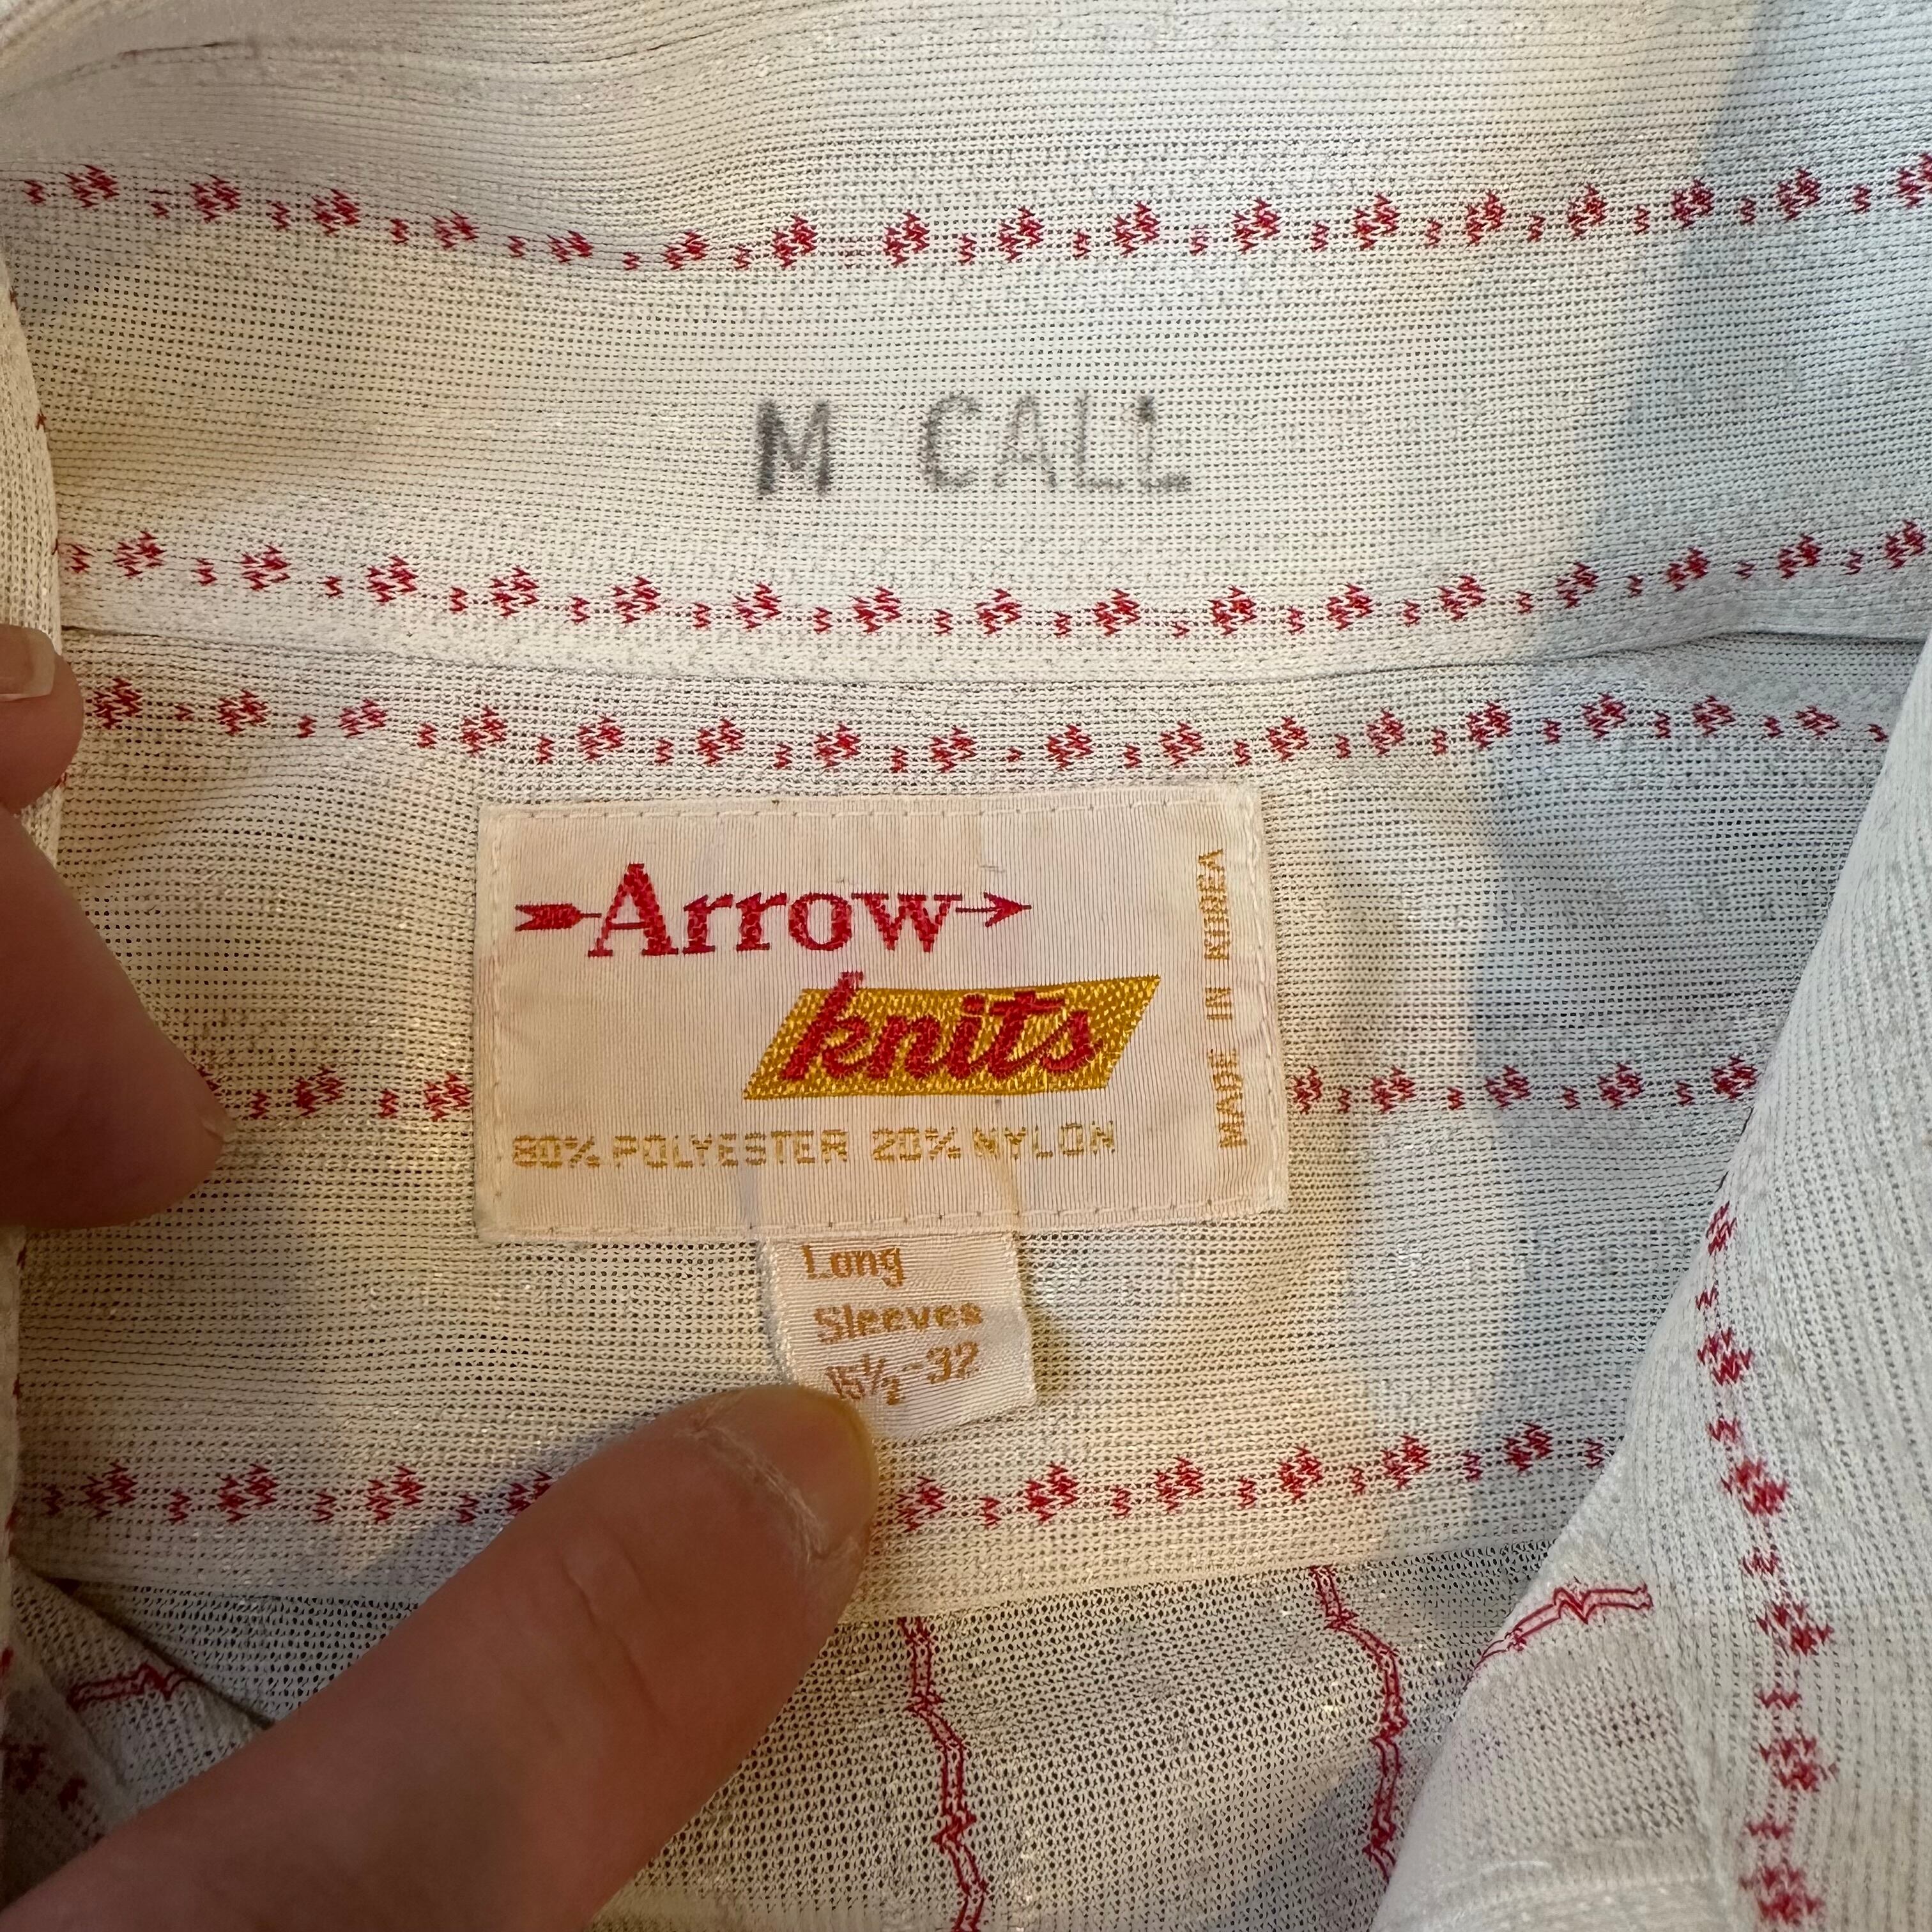 M CALL
Arrow
knits
80% POLYESTER 20% NYLON
MADE IN KOREA
Long
Sleeves
15½-32